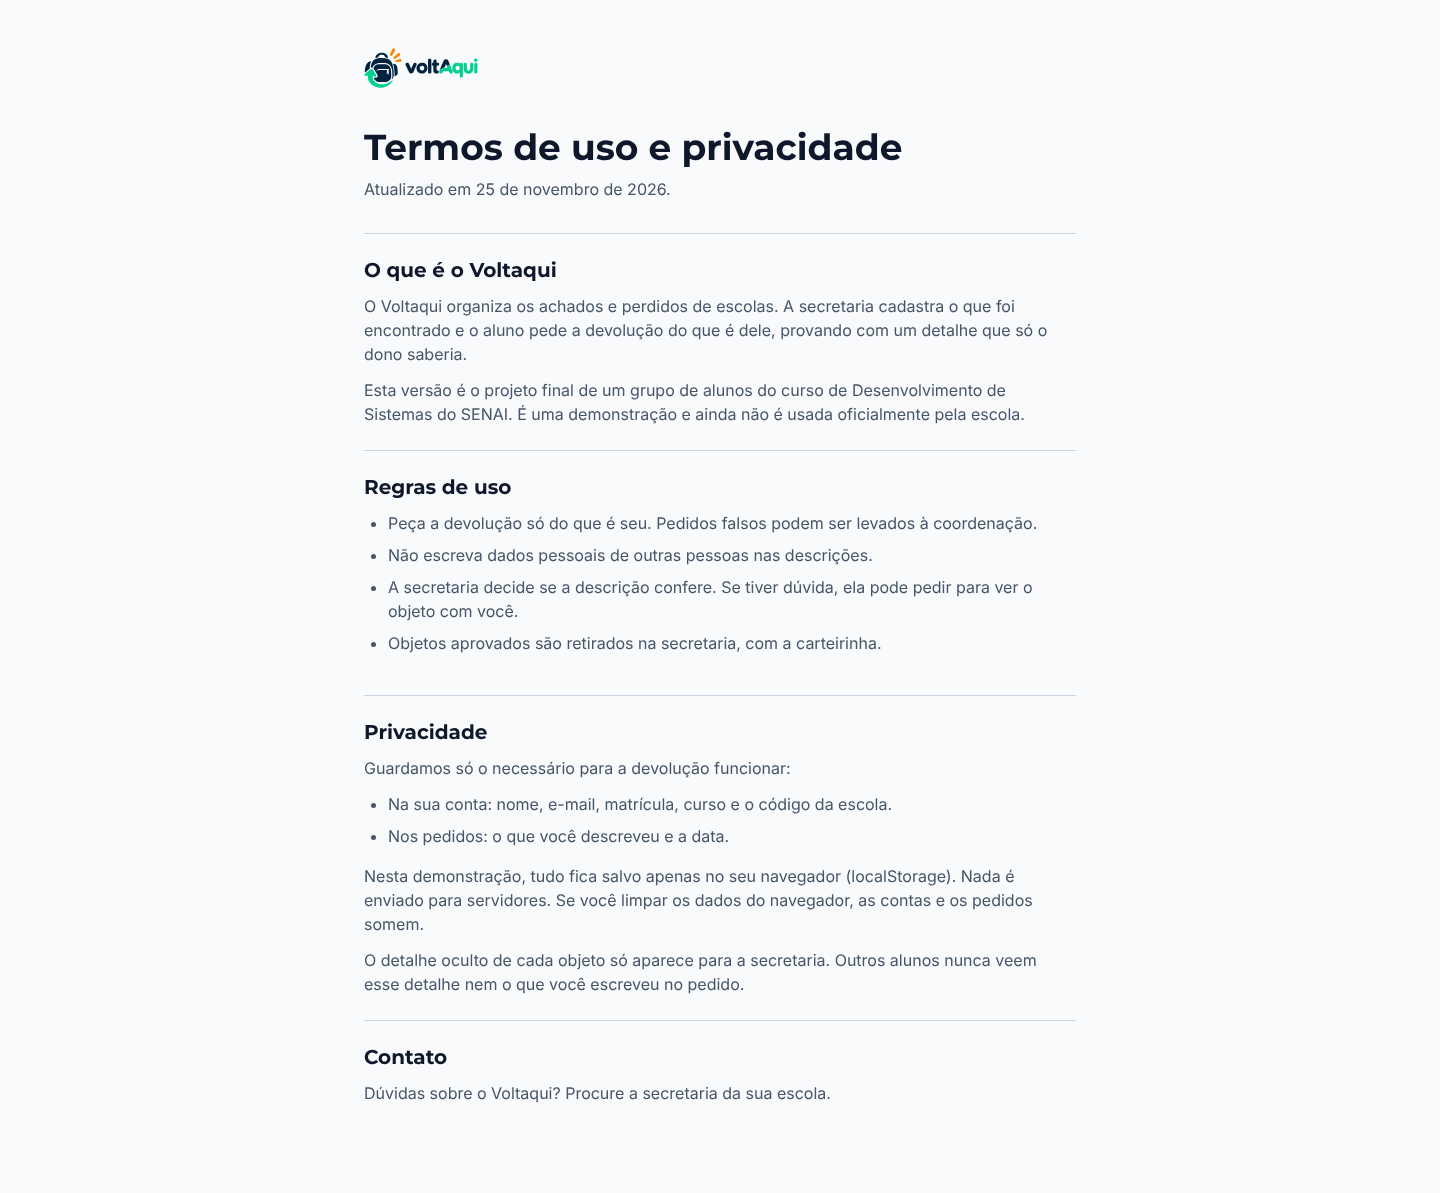 voltAqui
Termos de uso e privacidade
Atualizado em 25 de novembro de 2026.
O que é o Voltaqui
O Voltaqui organiza os achados e perdidos de escolas. A secretaria cadastra o que foi
encontrado e o aluno pede a devolução do que é dele, provando com um detalhe que só o
dono saberia.
Esta versão é o projeto final de um grupo de alunos do curso de Desenvolvimento de
Sistemas do SENAI. É uma demonstração e ainda não é usada oficialmente pela escola.
Regras de uso
• Peça a devolução só do que é seu. Pedidos falsos podem ser levados à coordenação.
• Não escreva dados pessoais de outras pessoas nas descrições.
• A secretaria decide se a descrição confere. Se tiver dúvida, ela pode pedir para ver o
objeto com você.
• Objetos aprovados são retirados na secretaria, com a carteirinha.
Privacidade
Guardamos só o necessário para a devolução funcionar:
• Na sua conta: nome, e-mail, matrícula, curso e o código da escola.
• Nos pedidos: o que você descreveu e a data.
Nesta demonstração, tudo fica salvo apenas no seu navegador (localStorage). Nada é
enviado para servidores. Se você limpar os dados do navegador, as contas e os pedidos
somem.
O detalhe oculto de cada objeto só aparece para a secretaria. Outros alunos nunca veem
esse detalhe nem o que você escreveu no pedido.
Contato
Dúvidas sobre o Voltaqui? Procure a secretaria da sua escola.